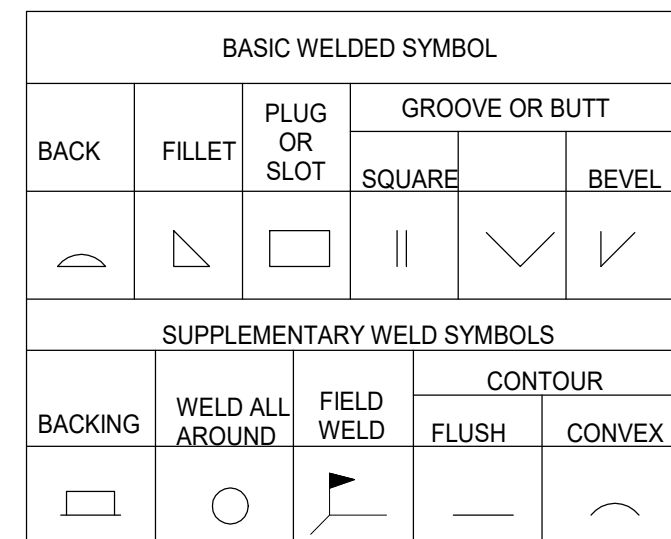 BASIC WELDED SYMBOL
BACK
FILLET
PLUG
OR
SLOT
GROOVE OR BUTT
SQUARE
BEVEL
SUPPLEMENTARY WELD SYMBOLS
BACKING
WELD ALL
AROUND
FIELD
WELD
CONTOUR
FLUSH
CONVEX